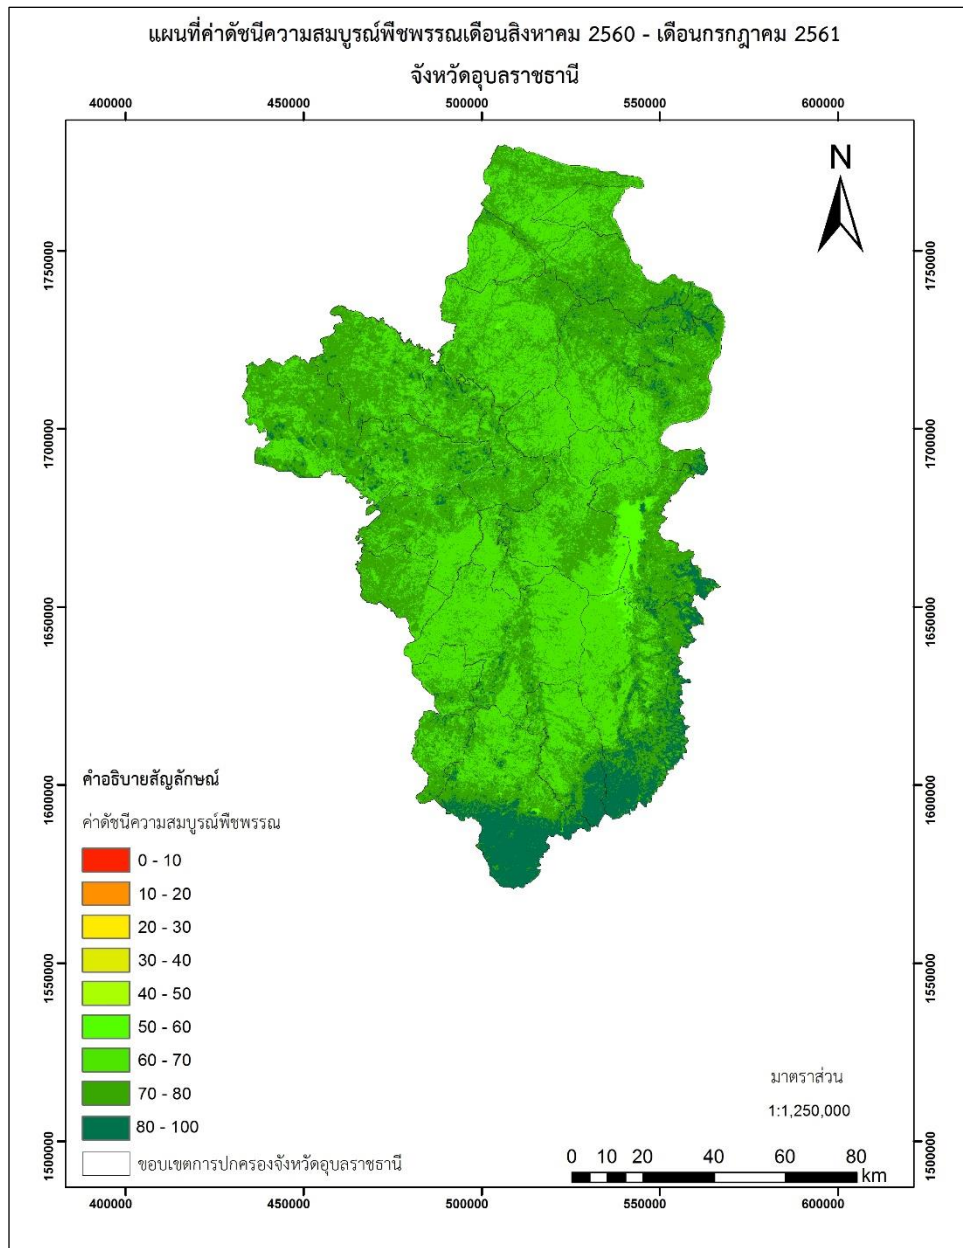 แผนที่ค่าดัชนีความสมบูรณ์พืชพรรณเดือนสิงหาคม 2560 - เดือนกรกฎาคม 2561
จังหวัดอุบลราชธานี
400000 450000 500000 550000 600000
N
1750000 1750000
1700000 1700000
1650000 1650000
1600000 1600000
1550000 1550000
1500000 1500000
คำอธิบายสัญลักษณ์
ค่าดัชนีความสมบูรณ์พืชพรรณ
0 - 10
10 - 20
20 - 30
30 - 40
40 - 50
50 - 60
60 - 70
70 - 80
80 - 100
ขอบเขตการปกครองจังหวัดอุบลราชธานี
มาตราส่วน
1:1,250,000
0 5 10 20 40 60 80
km
400000 450000 500000 550000 600000